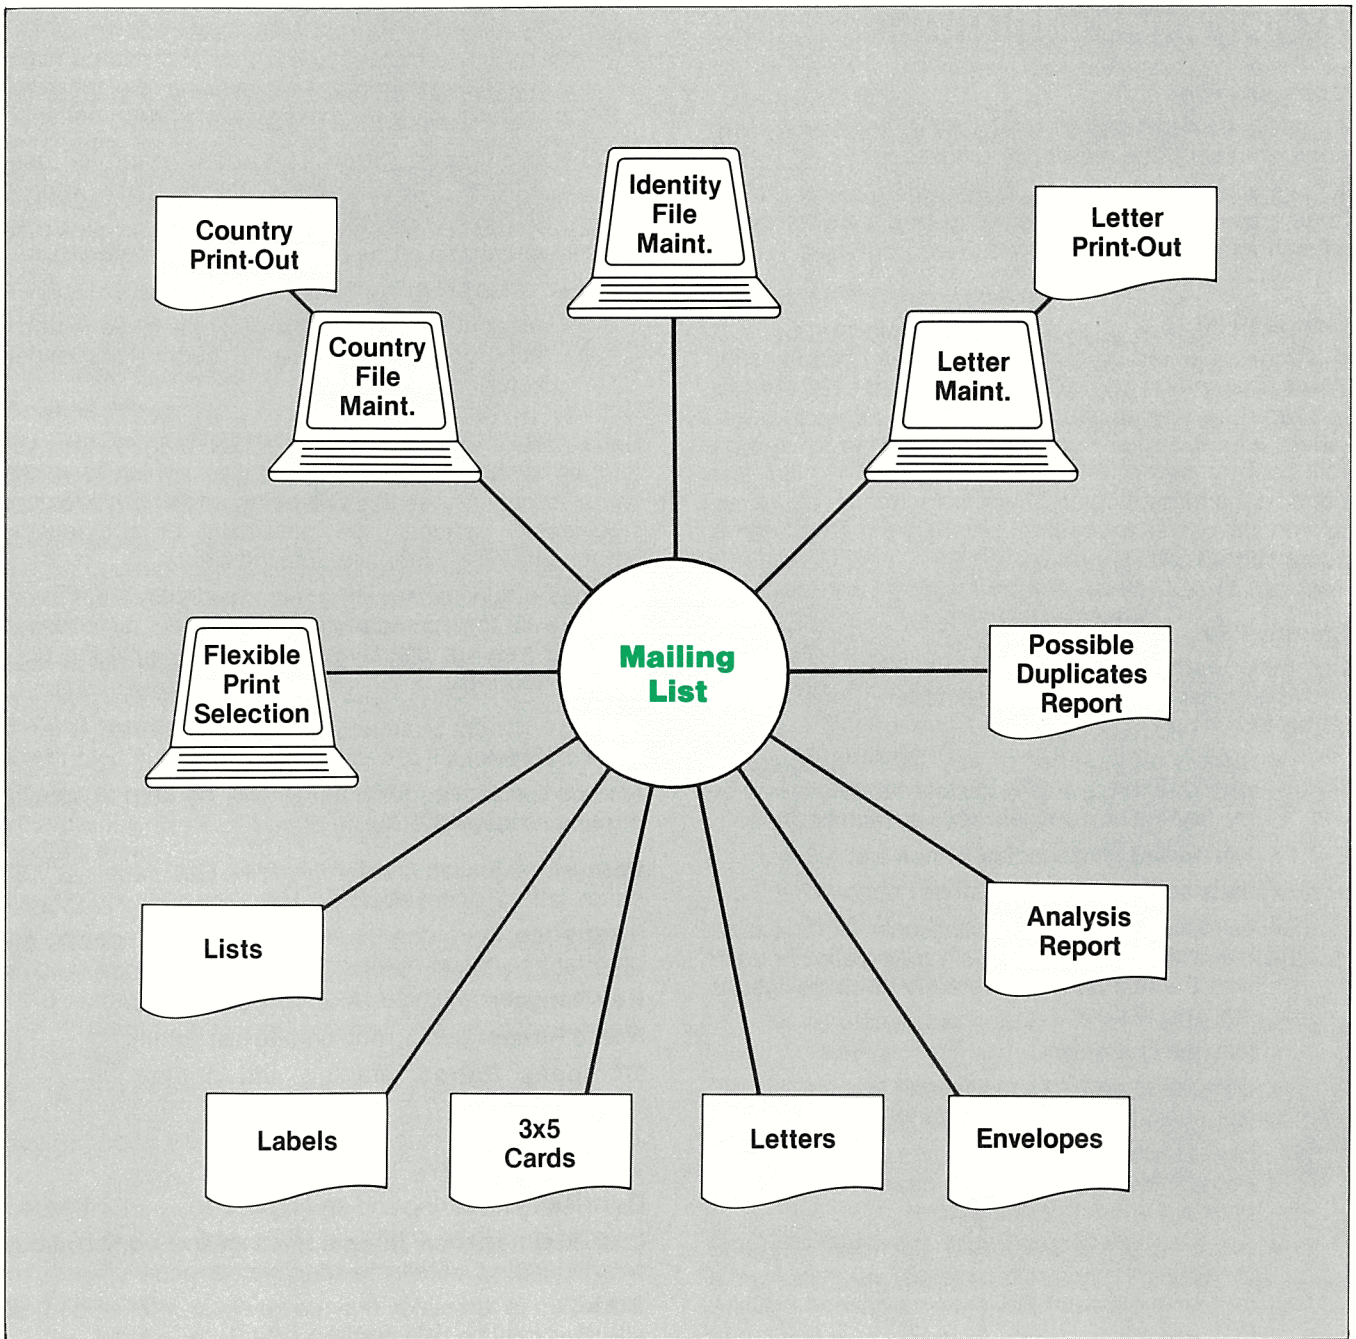 Identity
File
Maint.
Country
Print-Out
Letter
Print-Out
Country
File
Maint.
Letter
Maint.
Mailing
List
Flexible
Print
Selection
Possible
Duplicates
Report
Lists
Analysis
Report
Labels
3x5
Cards
Letters
Envelopes